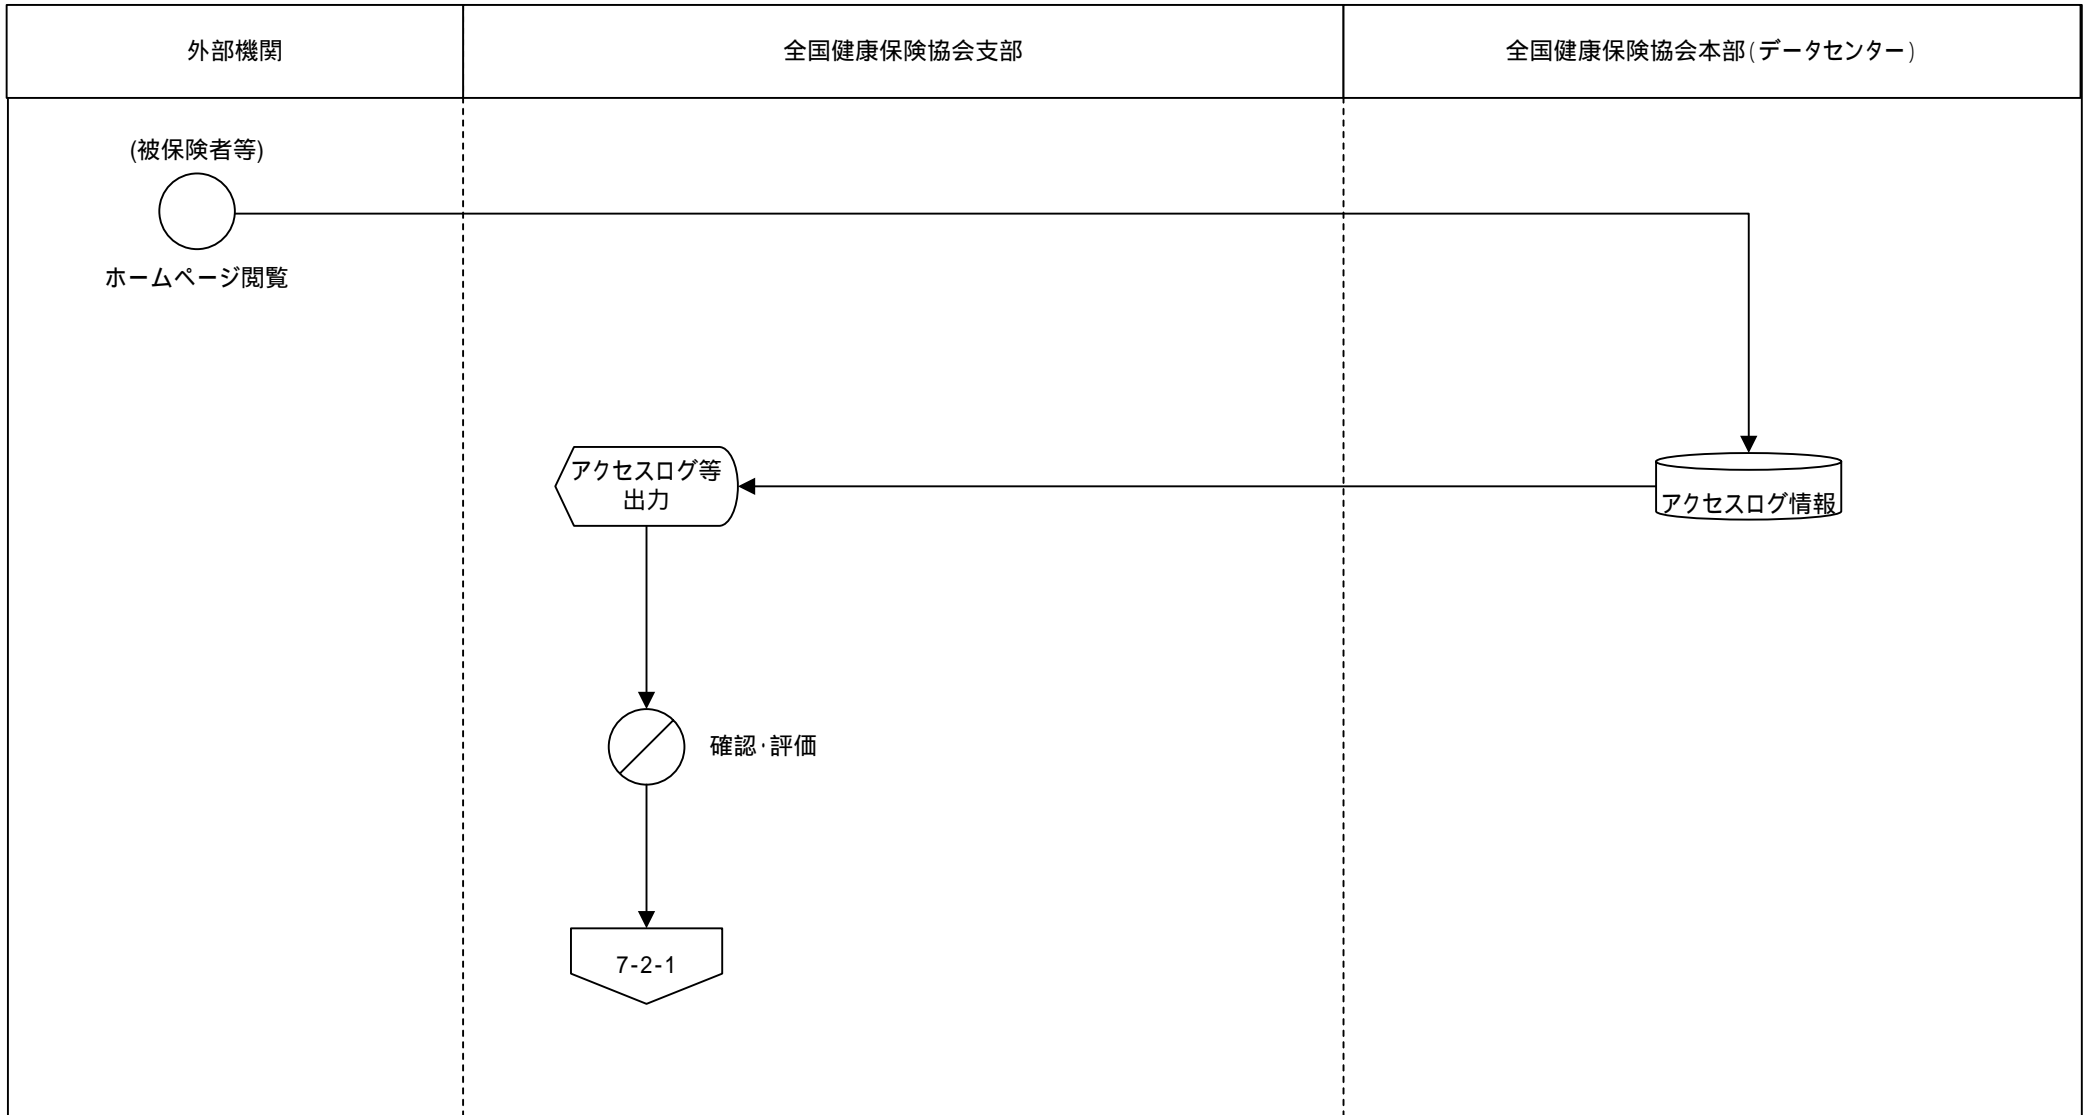 外部機関
全国健康保険協会支部
全国健康保険協会本部(データセンター)
(被保険者等)
ホームページ閲覧
アクセスログ等
出力
アクセスログ情報
確認・評価
7-2-1